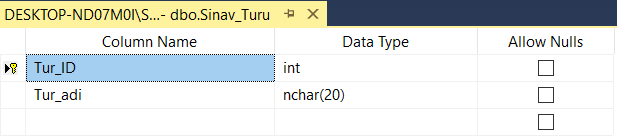 DESKTOP-ND07M0I\S...- dbo.Sinav_Turu
Column Name Data Type Allow Nulls
Tur_ID int
Tur_adi nchar(20)